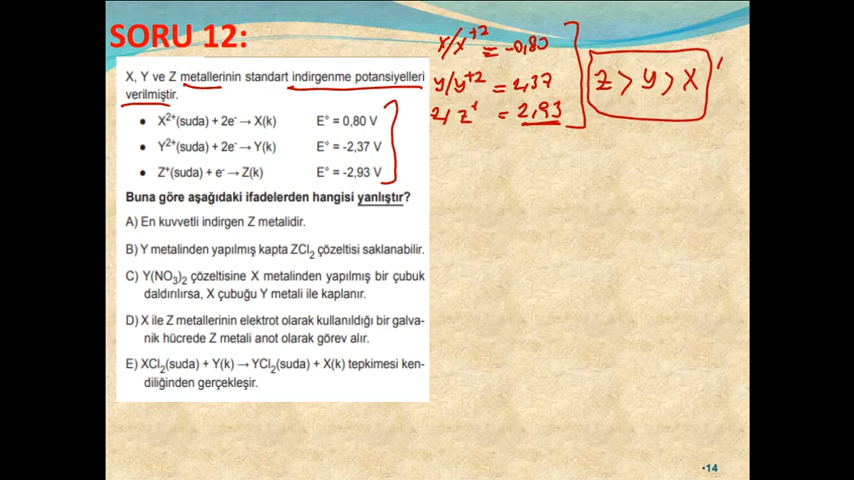 SORU 12:
X, Y ve Z metallerinin standart indirgenme potansiyelleri
verilmiştir.
• X²⁺(suda) + 2e⁻ → X(k) E° = 0,80 V
• Y²⁺(suda) + 2e⁻ → Y(k) E° = -2,37 V
• Z⁺(suda) + e⁻ → Z(k) E° = -2,93 V
Buna göre aşağıdaki ifadelerden hangisi yanlıştır?
A) En kuvvetli indirgen Z metalidir.
B) Y metalinden yapılmış kapta ZCl₂ çözeltisi saklanabilir.
C) Y(NO₃)₂ çözeltisine X metalinden yapılmış bir çubuk
daldırılırsa, X çubuğu Y metali ile kaplanır.
D) X ile Z metallerinin elektrot olarak kullanıldığı bir galva-
nik hücrede Z metali anot olarak görev alır.
E) XCl₂(suda) + Y(k) → YCl₂(suda) + X(k) tepkimesi ken-
diliğinden gerçekleşir.
X/X⁺² = -0,80
Y/Y⁺² = 2,37
Z/Z⁺ = 2,93
Z > Y > X
•14